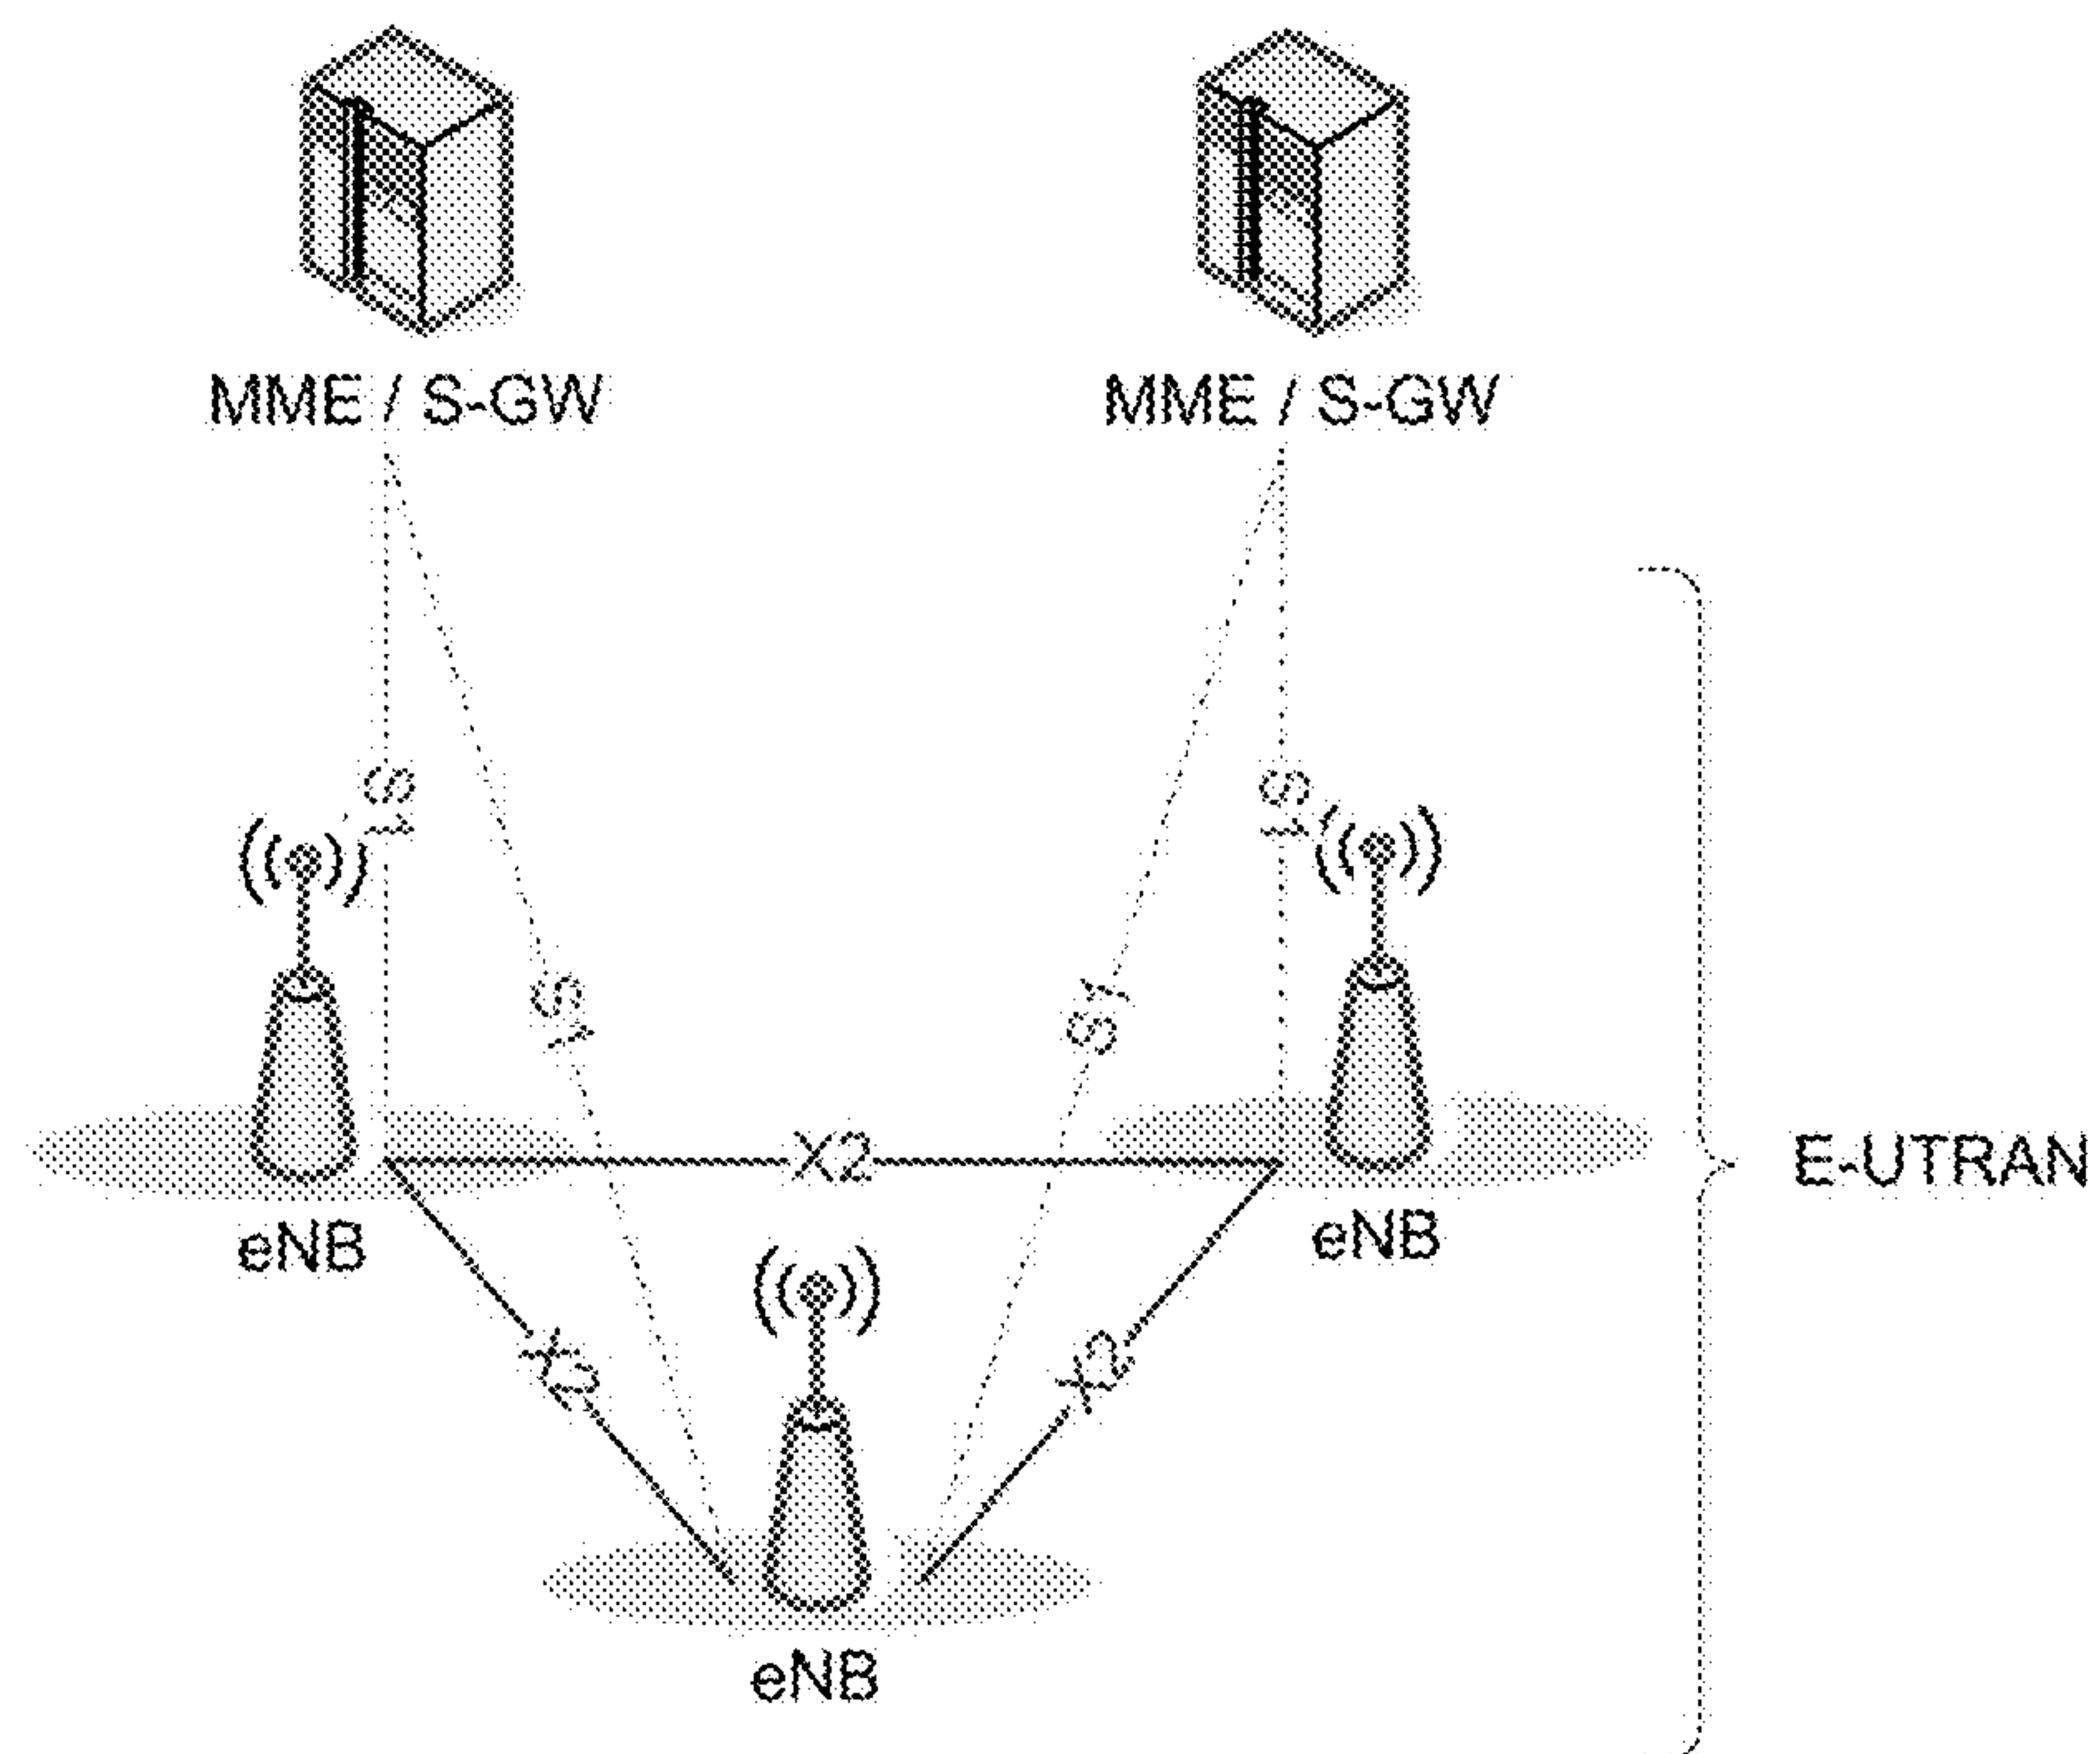 MME / S-GW
MME / S-GW
S1
S1
S1
S1
X2
E-UTRAN
eNB
eNB
X2
X2
eNB